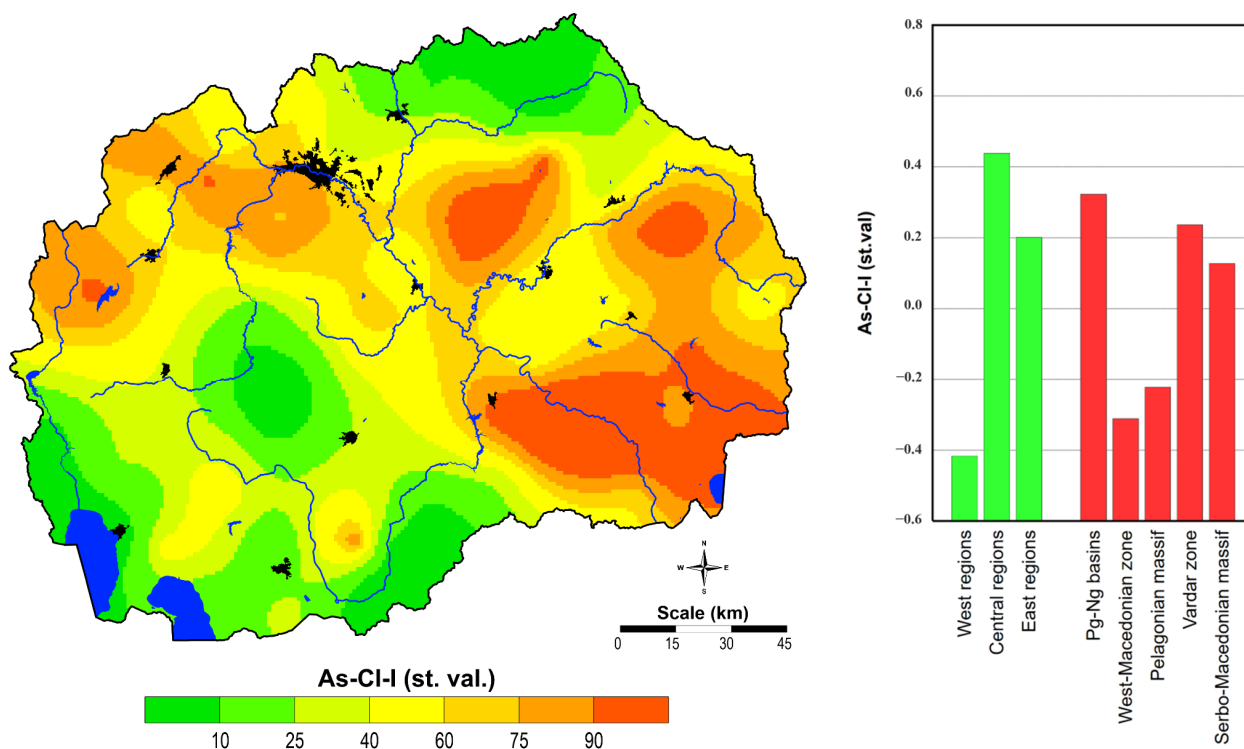 N
W E
S
Scale (km)
0 15 30 45
As-Cl-I (st. val.)
10 25 40 60 75 90
As-Cl-I (st.val)
0.8
0.6
0.4
0.2
0.0
−0.2
−0.4
−0.6
West regions
Central regions
East regions
Pg-Ng basins
West-Macedonian zone
Pelagonian massif
Vardar zone
Serbo-Macedonian massif